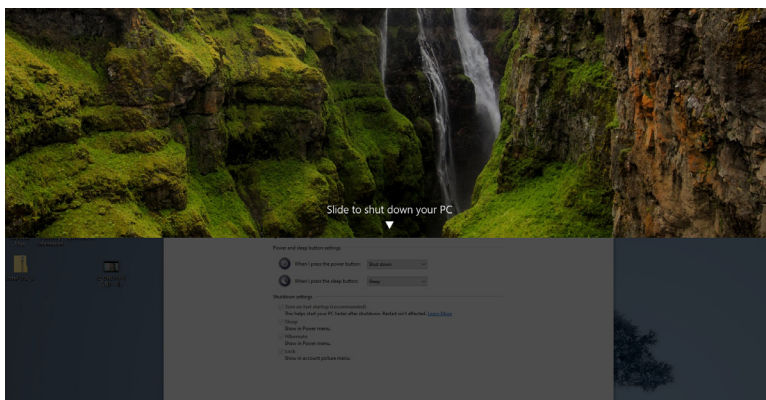 Slide to shut down your PC
Power and sleep button settings
When I press the power button: Shut down
When I press the sleep button: Sleep
Shutdown settings
Turn on fast startup (recommended)
This helps start your PC faster after shutdown. Restart isn't affected. Learn More
Sleep
Show in Power menu.
Hibernate
Show in Power menu.
Lock
Show in account picture menu.